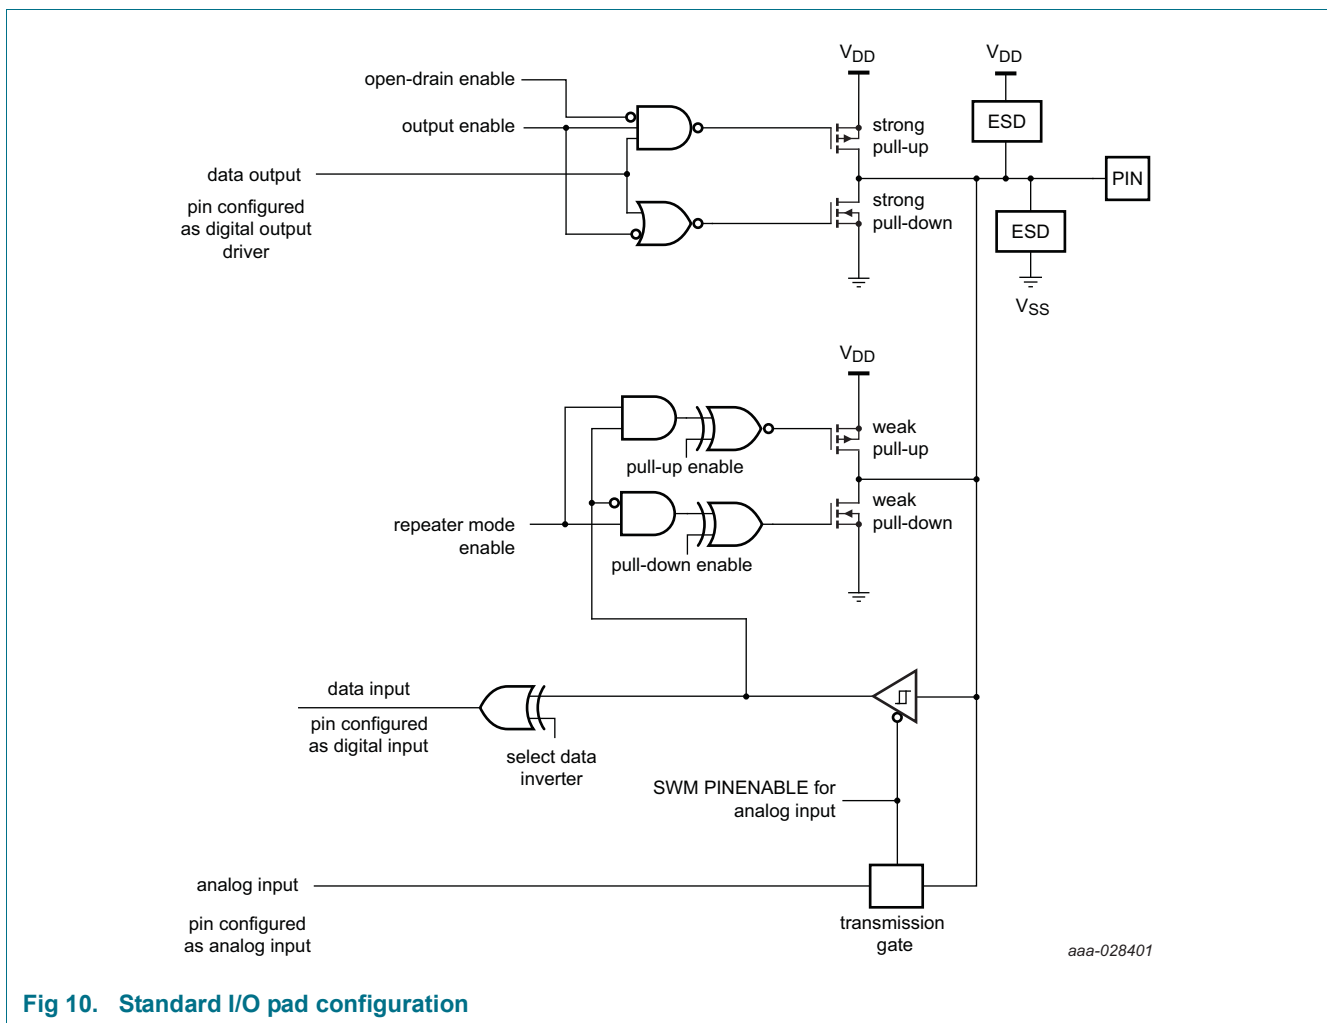 VDD
VDD
open-drain enable
output enable
strong
pull-up
ESD
data output
PIN
pin configured
as digital output
driver
strong
pull-down
ESD
VSS
VDD
weak
pull-up
pull-up enable
weak
pull-down
repeater mode
enable
pull-down enable
data input
pin configured
as digital input
select data
inverter
SWM PINENABLE for
analog input
analog input
pin configured
as analog input
transmission
gate
aaa-028401
Fig 10. Standard I/O pad configuration